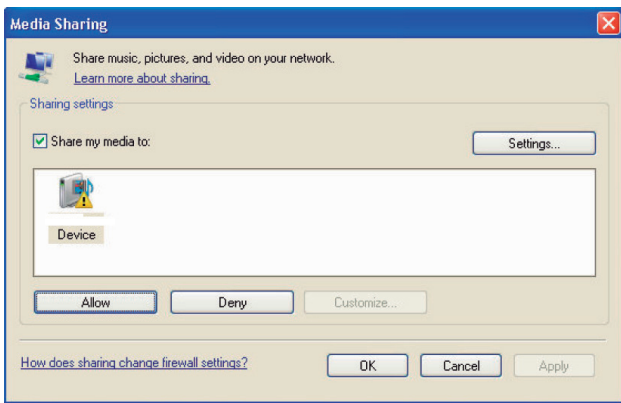 Media Sharing
Share music, pictures, and video on your network.
Learn more about sharing.
Sharing settings
Share my media to:
Settings...
Device
Allow
Deny
Customize...
How does sharing change firewall settings?
OK
Cancel
Apply